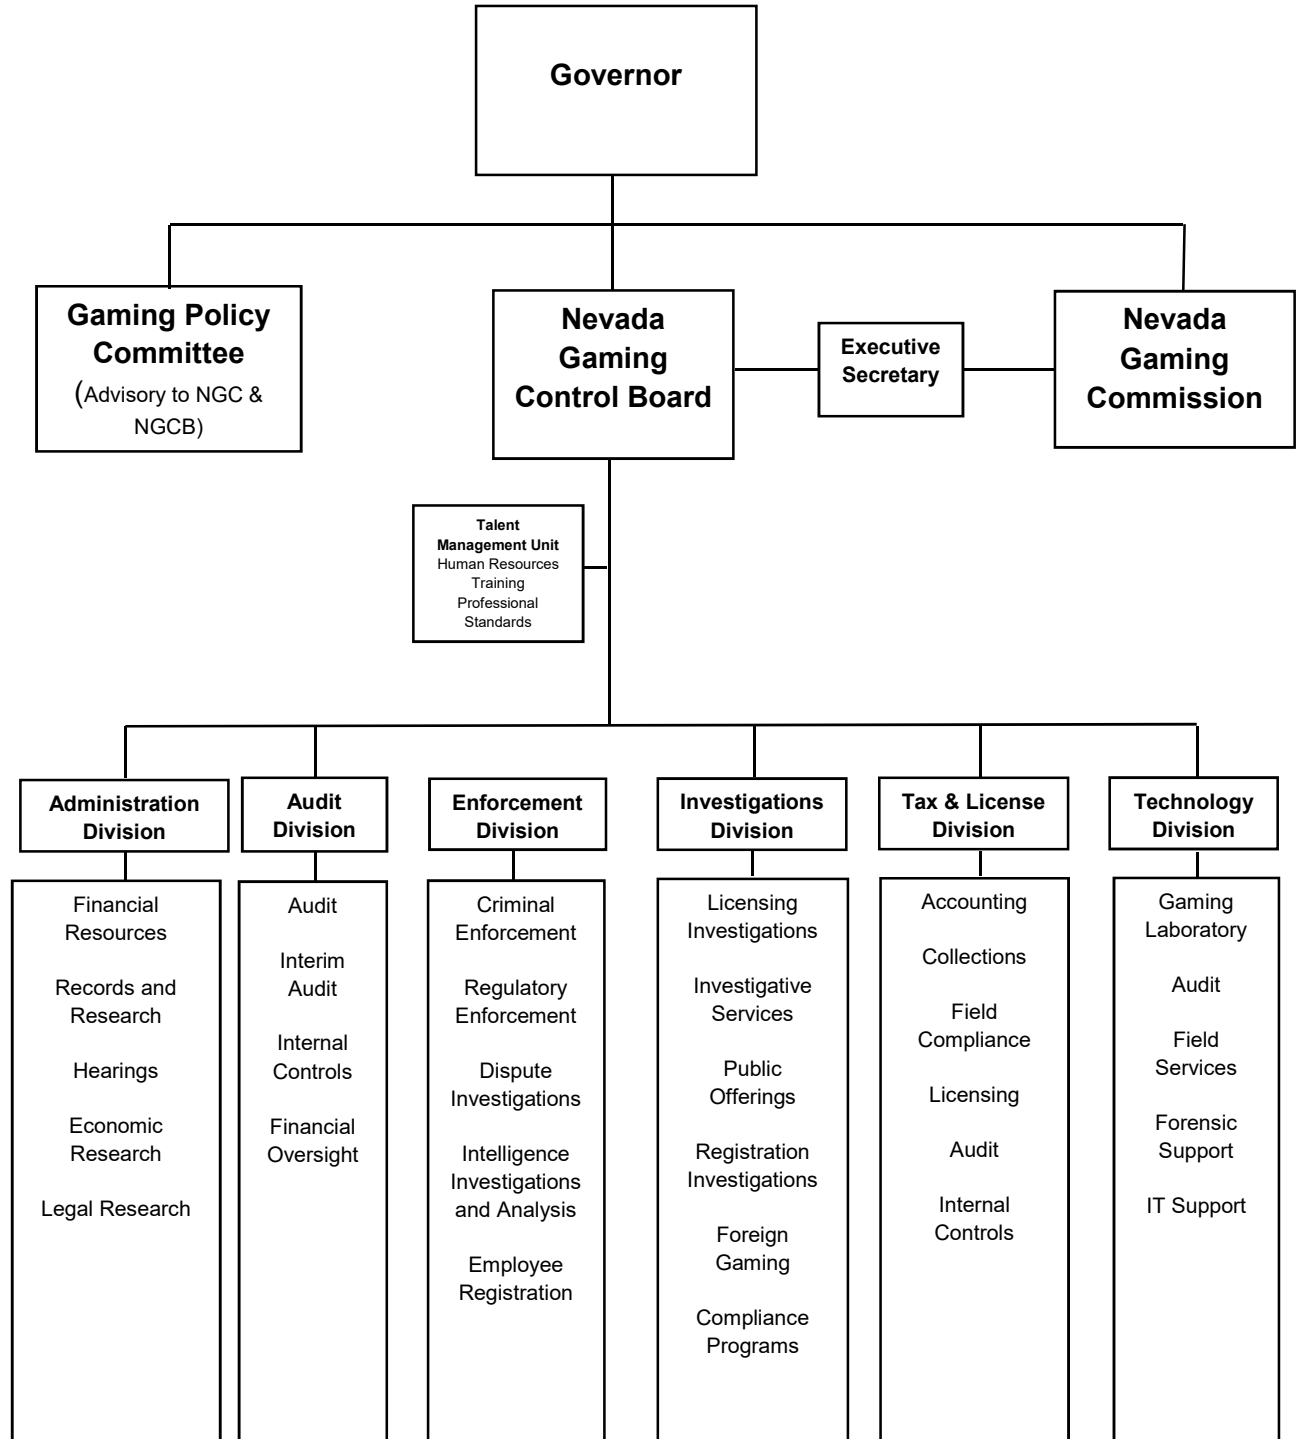 Governor
Gaming Policy
Committee
(Advisory to NGC &
NGCB)
Nevada
Gaming
Control Board
Executive
Secretary
Nevada
Gaming
Commission
Talent
Management Unit
Human Resources
Training
Professional
Standards
Administration
Division
Financial
Resources
Records and
Research
Hearings
Economic
Research
Legal Research
Audit
Division
Audit
Interim
Audit
Internal
Controls
Financial
Oversight
Enforcement
Division
Criminal
Enforcement
Regulatory
Enforcement
Dispute
Investigations
Intelligence
Investigations
and Analysis
Employee
Registration
Investigations
Division
Licensing
Investigations
Investigative
Services
Public
Offerings
Registration
Investigations
Foreign
Gaming
Compliance
Programs
Tax & License
Division
Accounting
Collections
Field
Compliance
Licensing
Audit
Internal
Controls
Technology
Division
Gaming
Laboratory
Audit
Field
Services
Forensic
Support
IT Support